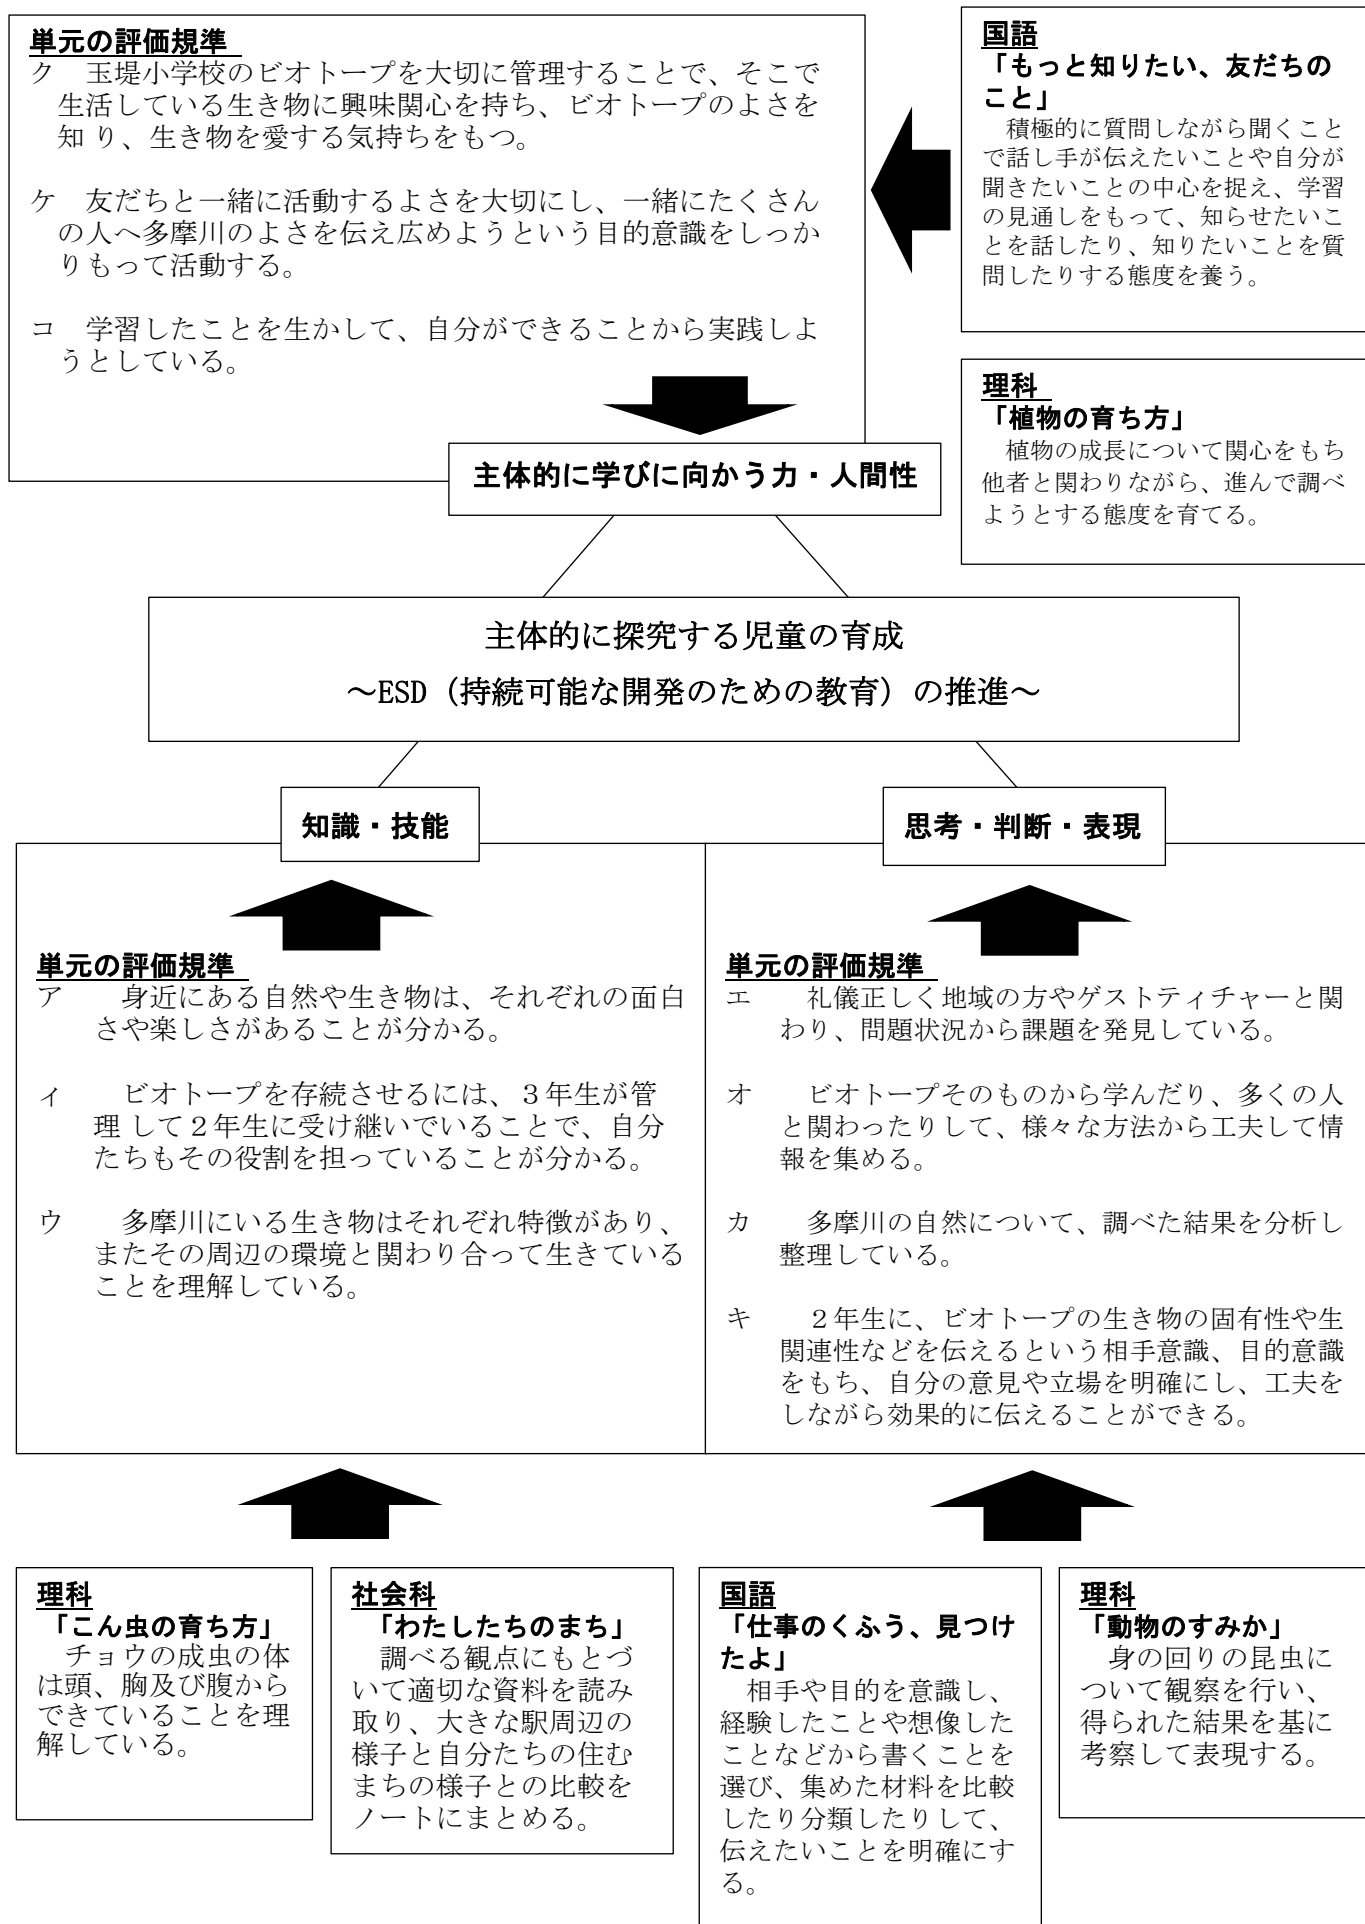 単元の評価規準
ク　玉堤小学校のビオトープを大切に管理することで、そこで
生活している生き物に興味関心を持ち、ビオトープのよさを
知 り、生き物を愛する気持ちをもつ。
ケ　友だちと一緒に活動するよさを大切にし、一緒にたくさん
の人へ多摩川のよさを伝え広めようという目的意識をしっか
りもって活動する。
コ　学習したことを生かして、自分ができることから実践しよ
うとしている。
国語
「もっと知りたい、友だちの
こと」
積極的に質問しながら聞くこと
で話し手が伝えたいことや自分が
聞きたいことの中心を捉え、学習
の見通しをもって、知らせたいこ
とを話したり、知りたいことを質
問したりする態度を養う。
理科
「植物の育ち方」
植物の成長について関心をもち
他者と関わりながら、進んで調べ
ようとする態度を育てる。
主体的に学びに向かう力・人間性
主体的に探究する児童の育成
～ESD（持続可能な開発のための教育）の推進～
知識・技能
思考・判断・表現
単元の評価規準
ア　身近にある自然や生き物は、それぞれの面白
さや楽しさがあることが分かる。
イ　ビオトープを存続させるには、３年生が管
理 して２年生に受け継いでいることで、自分
たちもその役割を担っていることが分かる。
ウ　多摩川にいる生き物はそれぞれ特徴があり、
またその周辺の環境と関わり合って生きている
ことを理解している。
単元の評価規準
エ　礼儀正しく地域の方やゲストティチャーと関
わり、問題状況から課題を発見している。
オ　ビオトープそのものから学んだり、多くの人
と関わったりして、様々な方法から工夫して情
報を集める。
カ　多摩川の自然について、調べた結果を分析し
整理している。
キ　２年生に、ビオトープの生き物の固有性や生
関連性などを伝えるという相手意識、目的意識
をもち、自分の意見や立場を明確にし、工夫を
しながら効果的に伝えることができる。
理科
「こん虫の育ち方」
チョウの成虫の体
は頭、胸及び腹から
できていることを理
解している。
社会科
「わたしたちのまち」
調べる観点にもとづ
いて適切な資料を読み
取り、大きな駅周辺の
様子と自分たちの住む
まちの様子との比較を
ノートにまとめる。
国語
「仕事のくふう、見つけ
たよ」
相手や目的を意識し、
経験したことや想像した
ことなどから書くことを
選び、集めた材料を比較
したり分類したりして、
伝えたいことを明確にす
る。
理科
「動物のすみか」
身の回りの昆虫に
ついて観察を行い、
得られた結果を基に
考察して表現する。